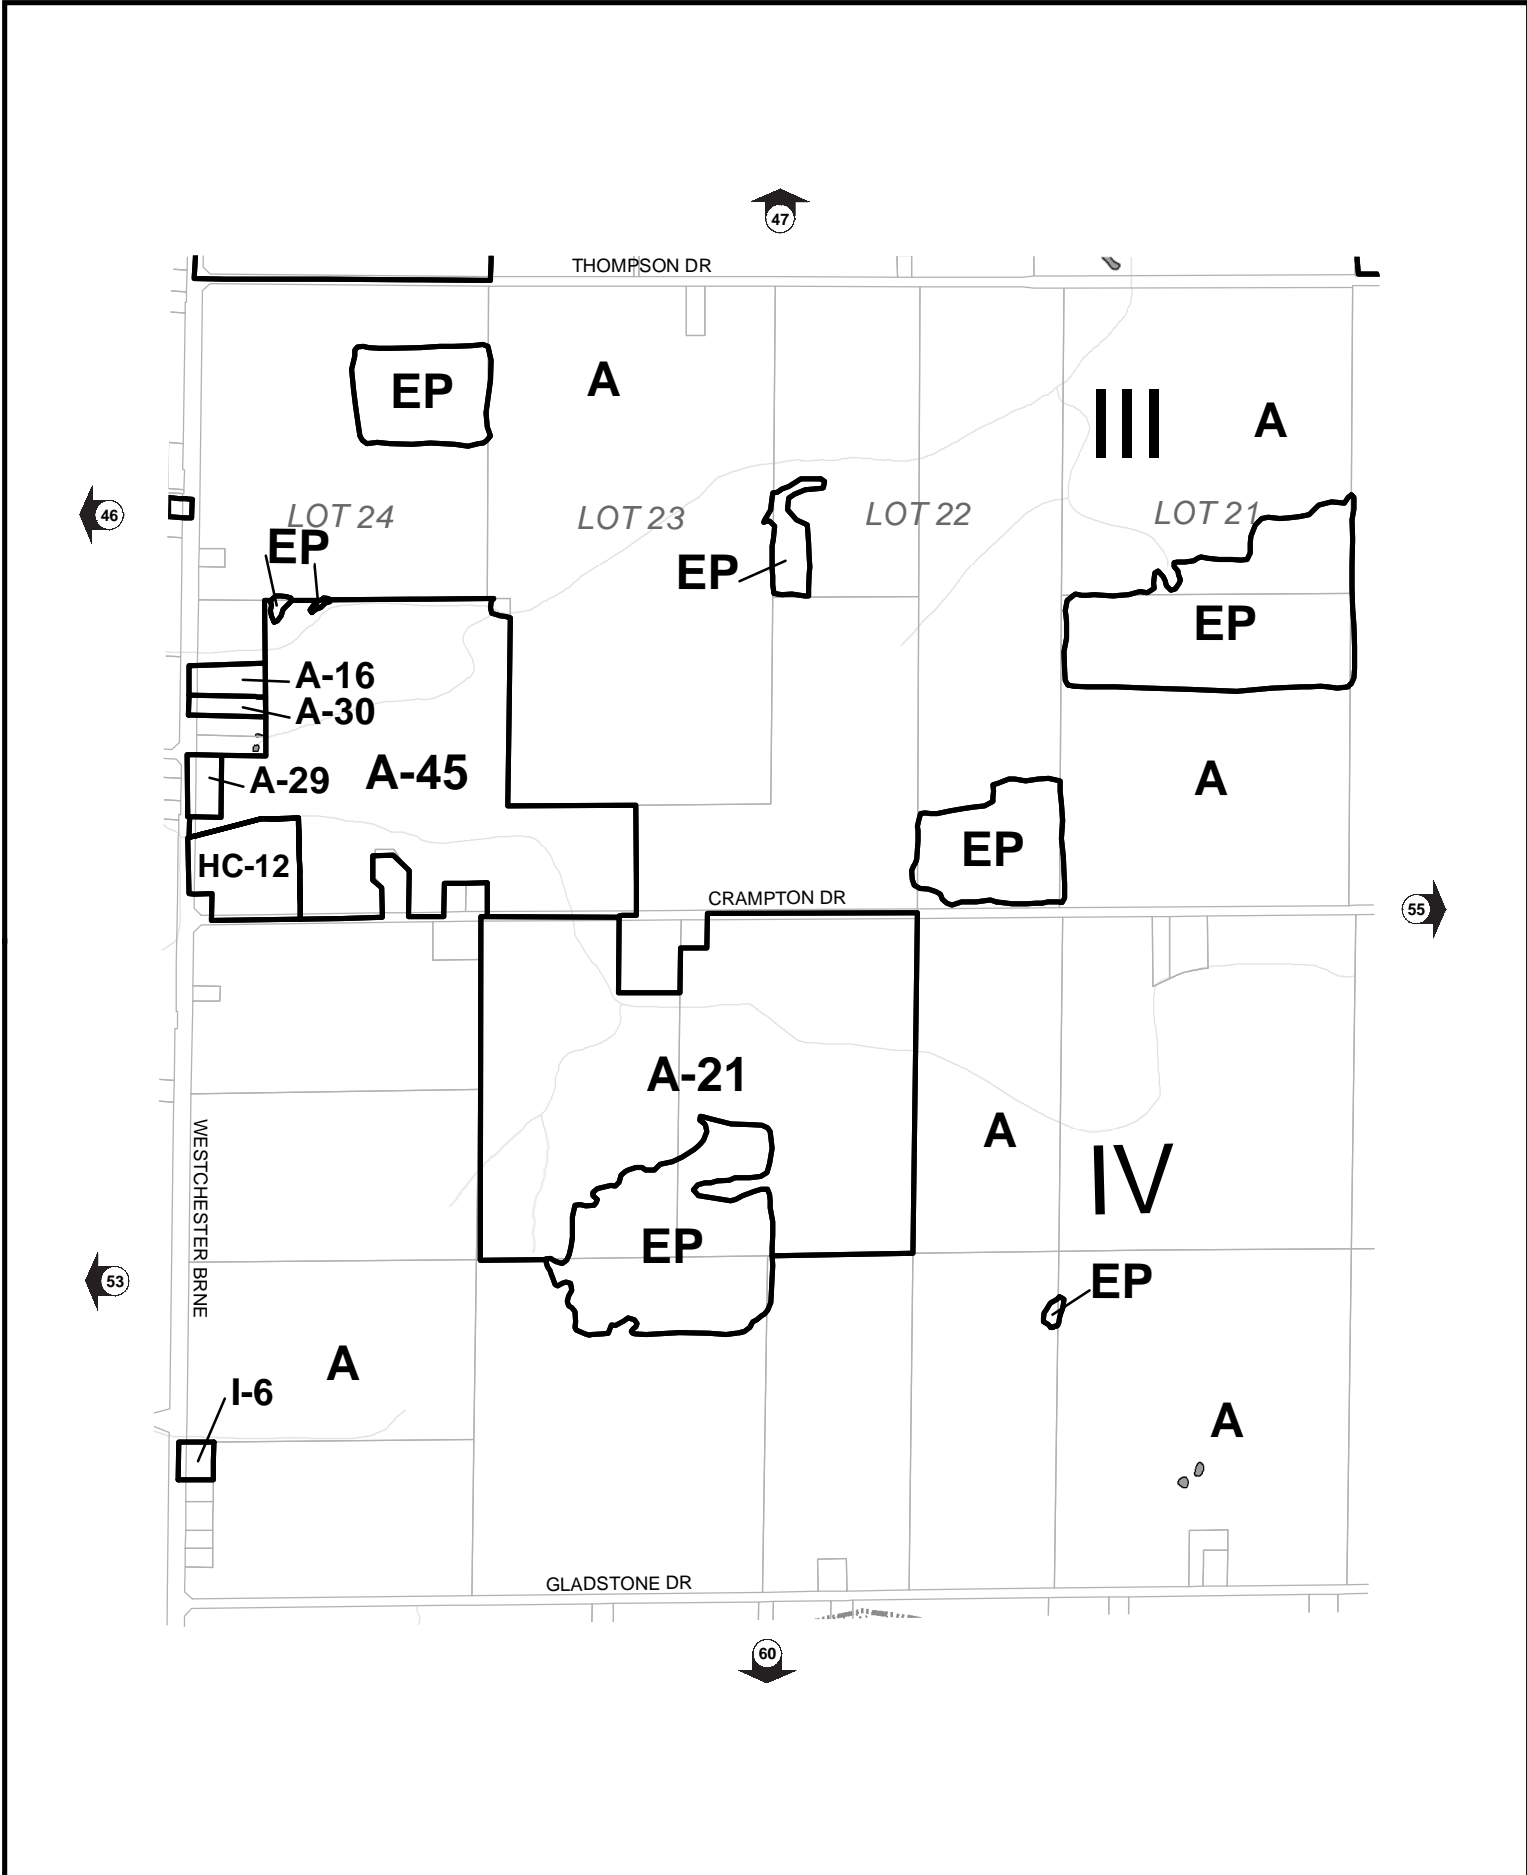 47
THOMPSON DR
EP
A
III
A
46
LOT 24
LOT 23
LOT 22
LOT 21
EP
EP
EP
A-16
A-30
A-29
A-45
A
EP
HC-12
CRAMPTON DR
55
A-21
A
IV
WESTCHESTER BRNE
EP
EP
53
A
I-6
A
GLADSTONE DR
60